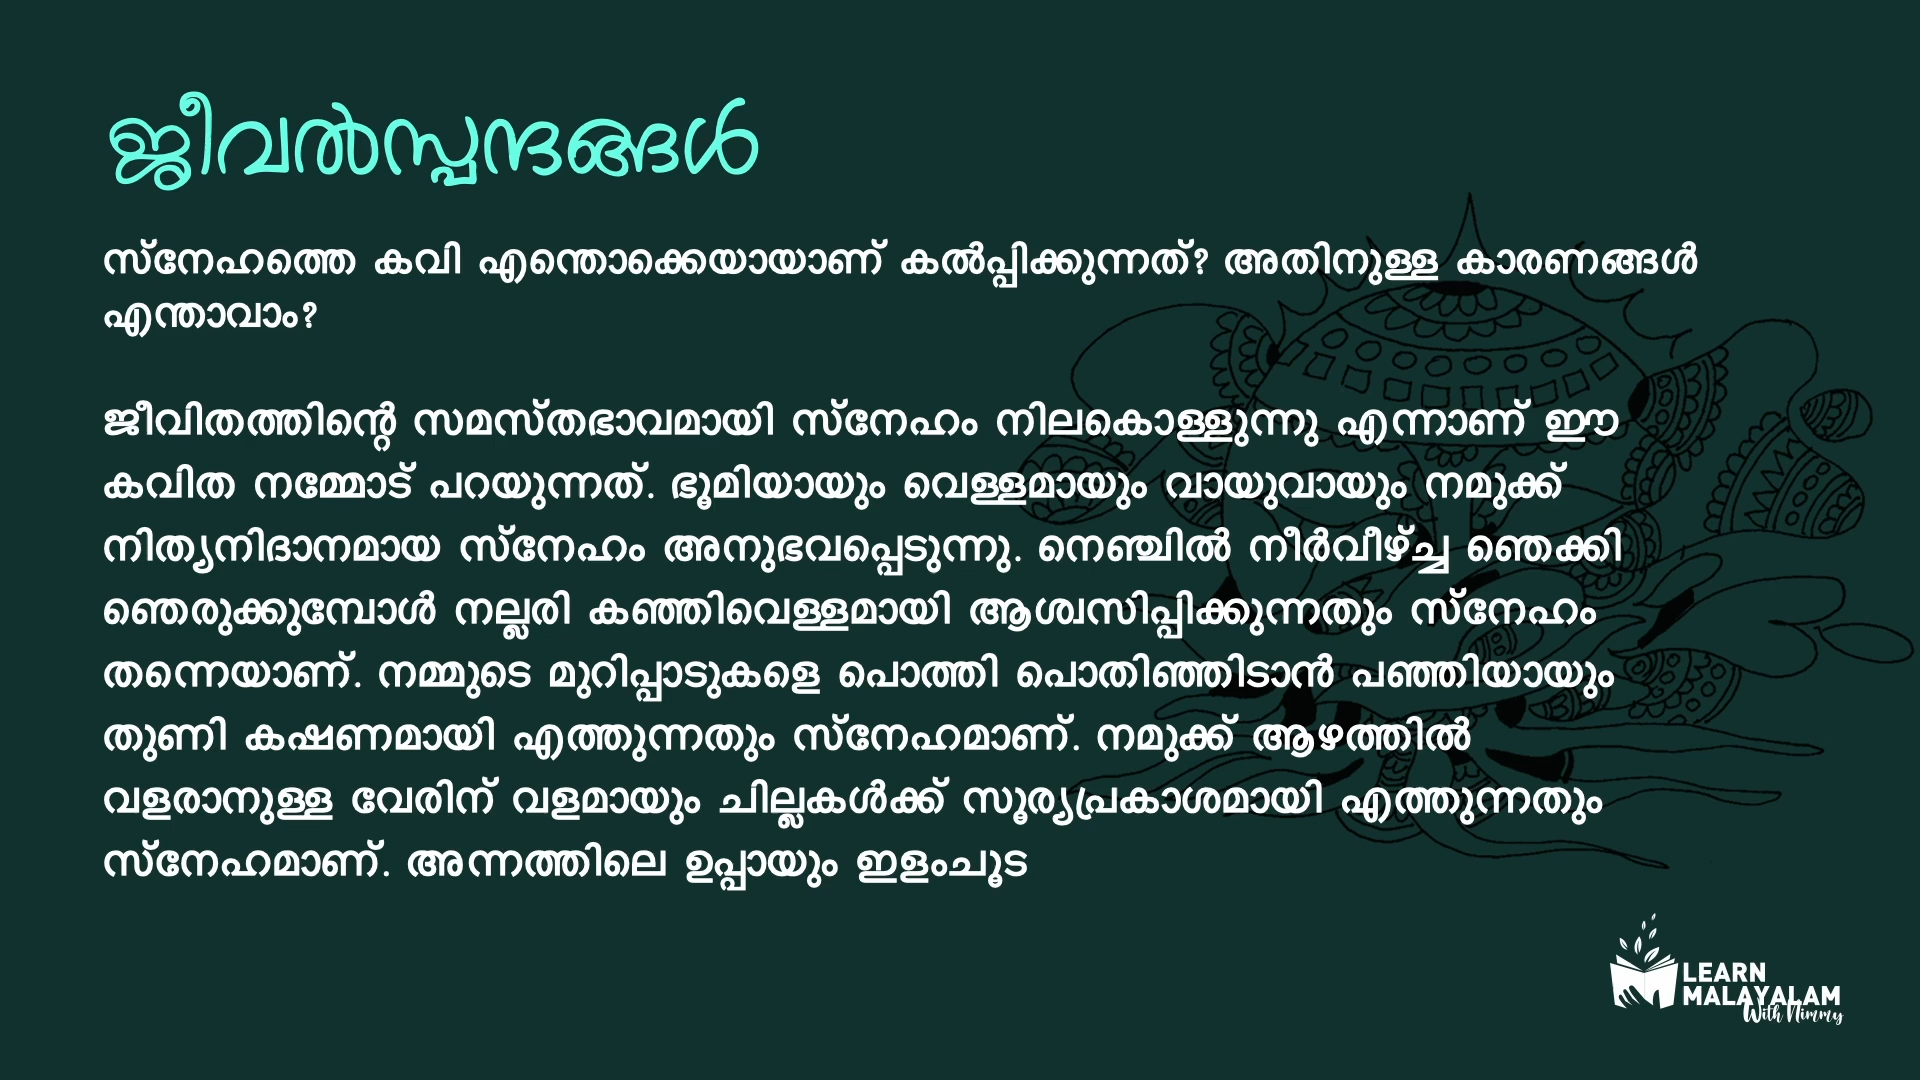 ജീവൽസ്പന്ദങ്ങൾ
സ്നേഹത്തെ കവി എന്തൊക്കെയായാണ് കൽപ്പിക്കുന്നത്? അതിനുള്ള കാരണങ്ങൾ
എന്താവാം?
ജീവിതത്തിന്റെ സമസ്തഭാവമായി സ്നേഹം നിലകൊള്ളുന്നു എന്നാണ് ഈ
കവിത നമ്മോട് പറയുന്നത്. ഭൂമിയായും വെള്ളമായും വായുവായും നമുക്ക്
നിത്യനിദാനമായ സ്നേഹം അനുഭവപ്പെടുന്നു. നെഞ്ചിൽ നീർവീഴ്ച്ച ഞെക്കി
ഞെരുക്കുമ്പോൾ നല്ലരി കഞ്ഞിവെള്ളമായി ആശ്വസിപ്പിക്കുന്നതും സ്നേഹം
തന്നെയാണ്. നമ്മുടെ മുറിപ്പാടുകളെ പൊത്തി പൊതിഞ്ഞിടാൻ പഞ്ഞിയായും
തുണി കഷണമായി എത്തുന്നതും സ്നേഹമാണ്. നമുക്ക് ആഴത്തിൽ
വളരാനുള്ള വേരിന് വളമായും ചില്ലകൾക്ക് സൂര്യപ്രകാശമായി എത്തുന്നതും
സ്നേഹമാണ്. അന്നത്തിലെ ഉപ്പായും ഇളംചൂട
LEARN
MALAYALAM
With Nimmy